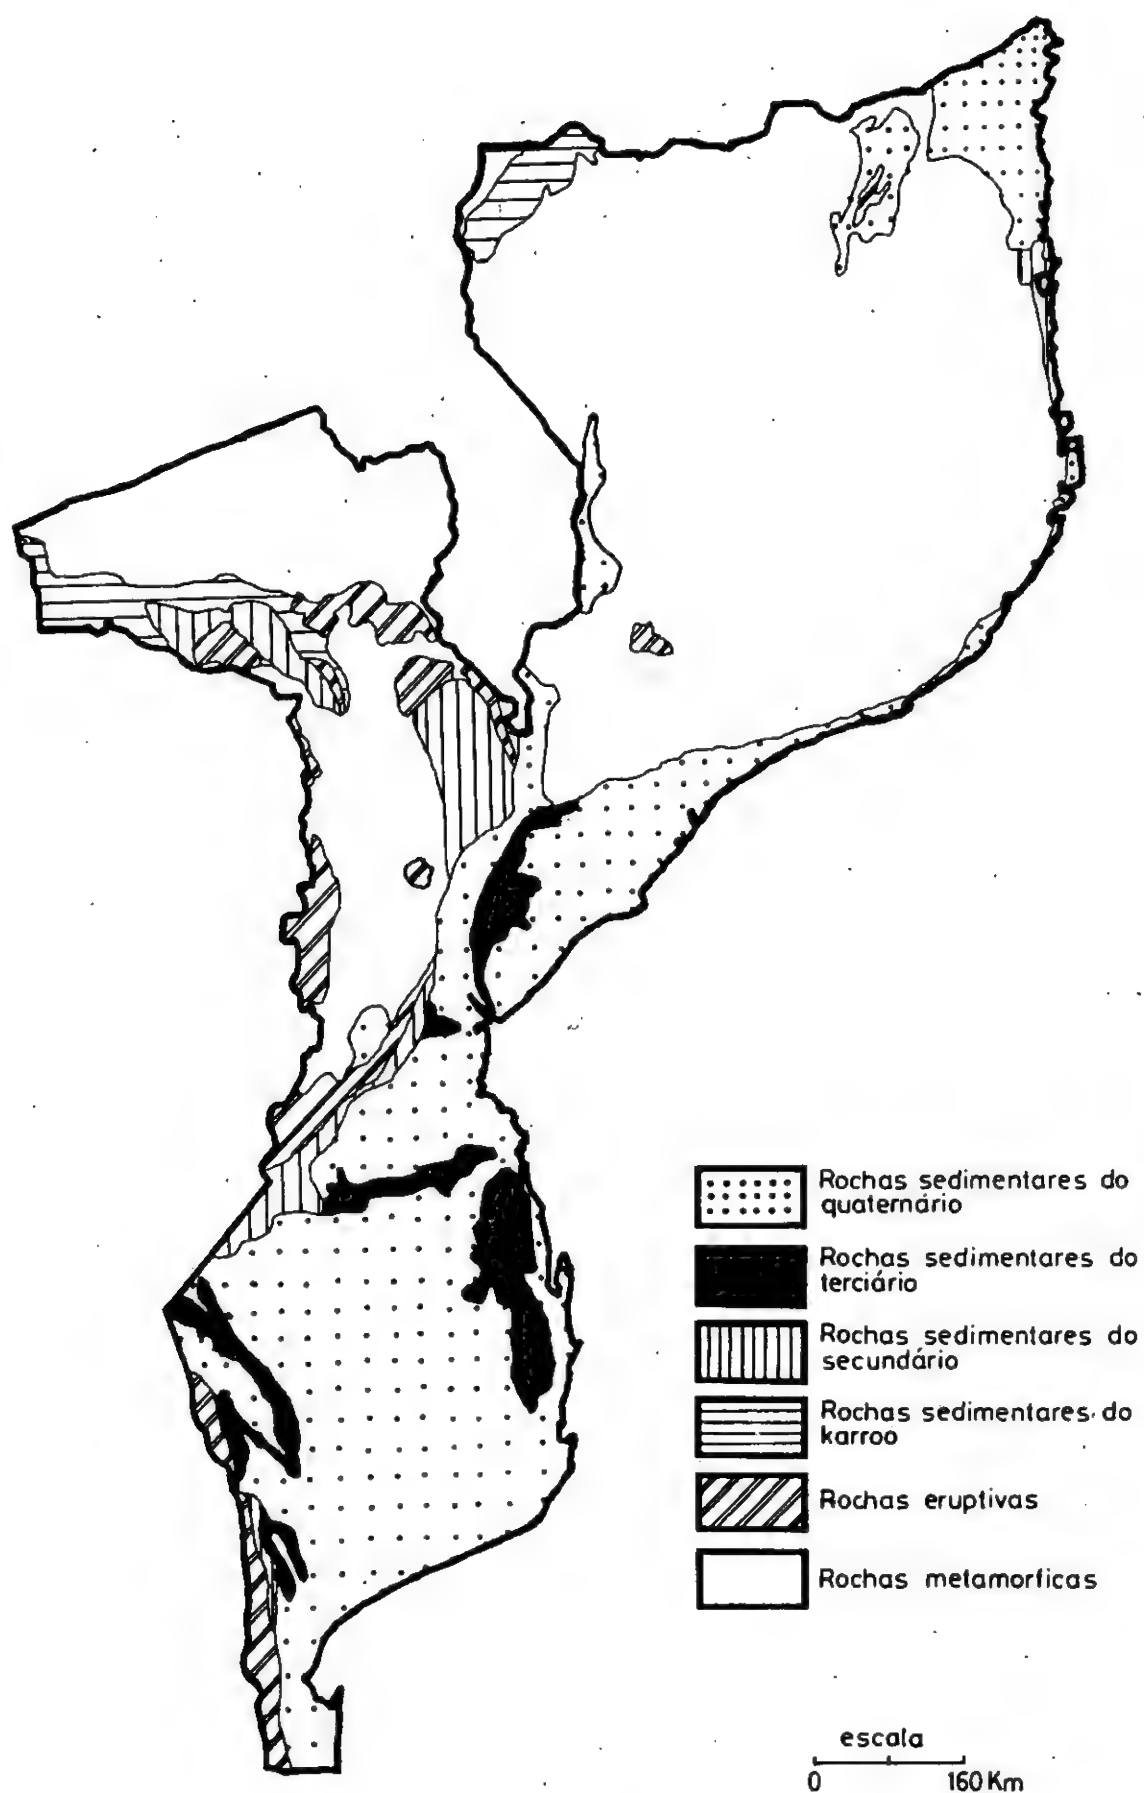 Rochas sedimentares do
quaternário
Rochas sedimentares do
terciário
Rochas sedimentares do
secundário
Rochas sedimentares do
karroo
Rochas eruptivas
Rochas metamorficas
escala
0 160 Km